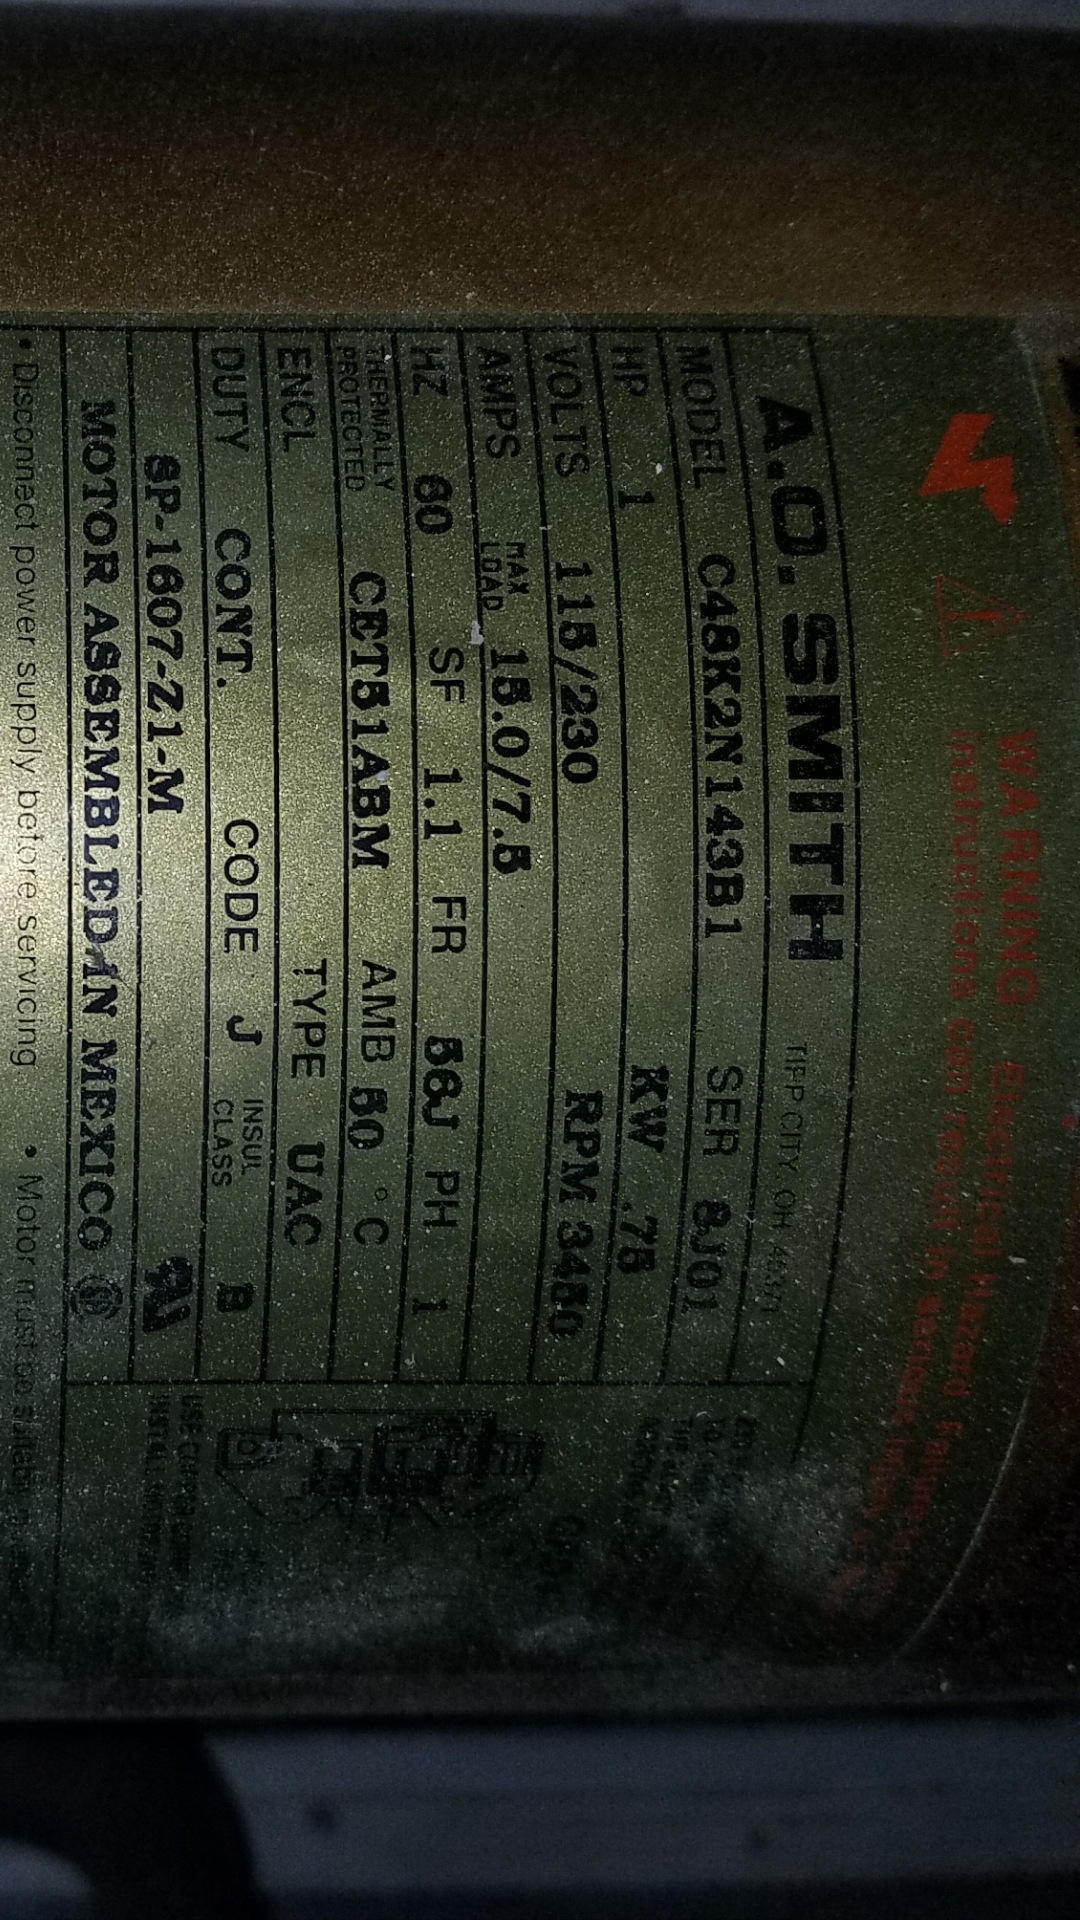 WARNING: Electrical Hazard Failure
instructions can result in serious
A.O. SMITH TIPP CITY, OH 45371
MODEL C48K2N143B1 SER 8J01
HP 1 KW .75
VOLTS 115/230 RPM 3450
AMPS MAX LOAD 15.0/7.5
HZ 60 SF 1.1 FR 56J PH 1
THERMALLY PROTECTED CET51ABM AMB 50 °C
ENCL TYPE UAC
DUTY CONT. CODE J INSUL CLASS B
SP-1607-Z1-M
MOTOR ASSEMBLED IN MEXICO
• Disconnect power supply before servicing • Motor must be